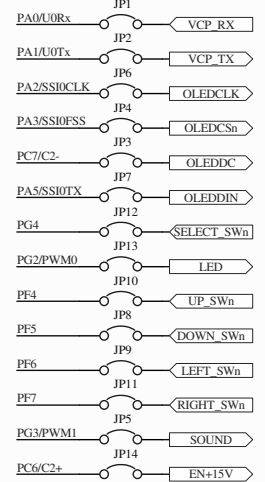 JP1
PA0/U0Rx VCP_RX
JP2
PA1/U0Tx VCP_TX
JP6
PA2/SSI0CLK OLEDCLK
JP4
PA3/SSI0FSS OLEDCSn
JP3
PC7/C2- OLEDDC
JP7
PA5/SSI0TX OLEDDIN
JP12
PG4 SELECT_SWn
JP13
PG2/PWM0 LED
JP10
PF4 UP_SWn
JP8
PF5 DOWN_SWn
JP9
PF6 LEFT_SWn
JP11
PF7 RIGHT_SWn
JP5
PG3/PWM1 SOUND
JP14
PC6/C2+ EN+15V